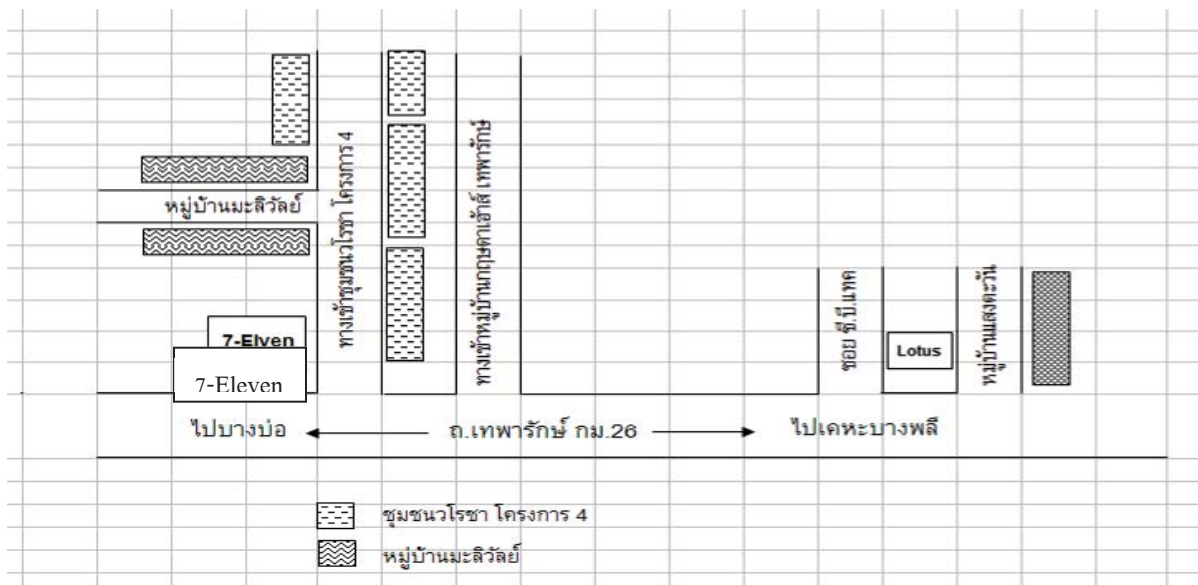 ทางเข้าชุมชนวโรชา โครงการ 4
ทางเข้าหมู่บ้านกฤษดาเฮ้าส์ เทพารักษ์
หมู่บ้านมะลิวัลย์
7-Elven
7-Eleven
ซอย ซี.บี.แทค
Lotus
หมู่บ้านแสงตะวัน
ไปบางบ่อ
ถ.เทพารักษ์ กม.26
ไปเคหะบางพลี
ชุมชนวโรชา โครงการ 4
หมู่บ้านมะลิวัลย์